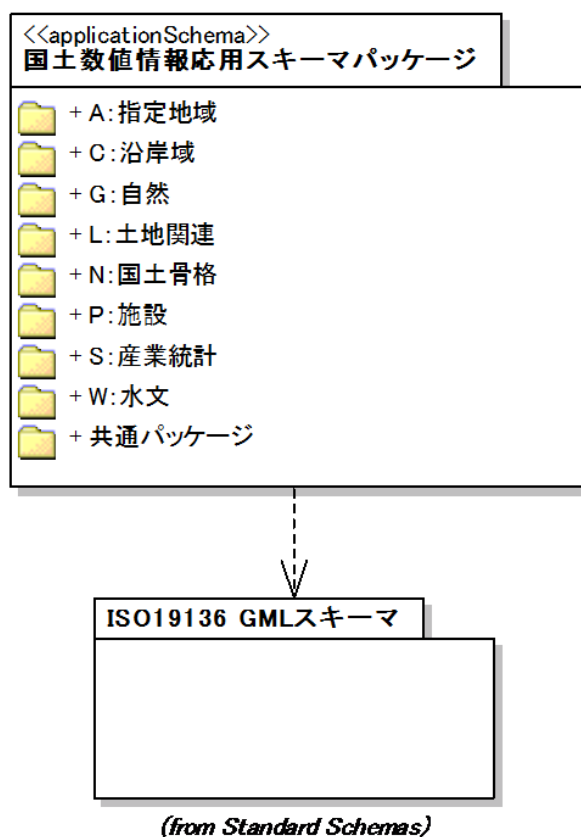 <<applicationSchema>>
国土数値情報応用スキーマパッケージ
+ A:指定地域
+ C:沿岸域
+ G:自然
+ L:土地関連
+ N:国土骨格
+ P:施設
+ S:産業統計
+ W:水文
+ 共通パッケージ
ISO19136 GMLスキーマ
(from Standard Schemas)